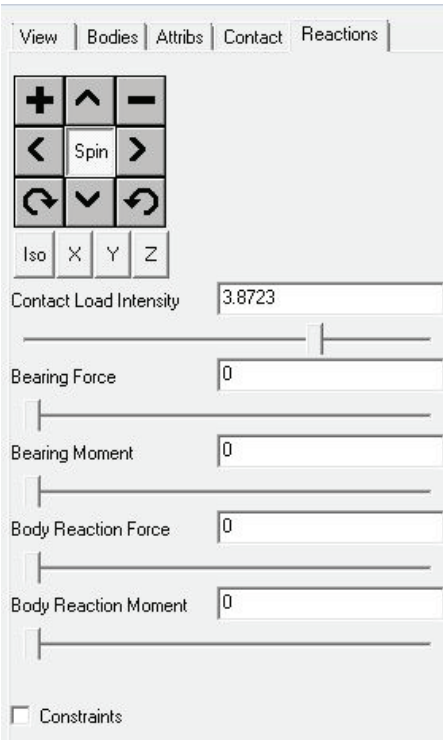 View Bodies Attribs Contact Reactions
Spin
Iso X Y Z
Contact Load Intensity 3.8723
Bearing Force 0
Bearing Moment 0
Body Reaction Force 0
Body Reaction Moment 0
Constraints